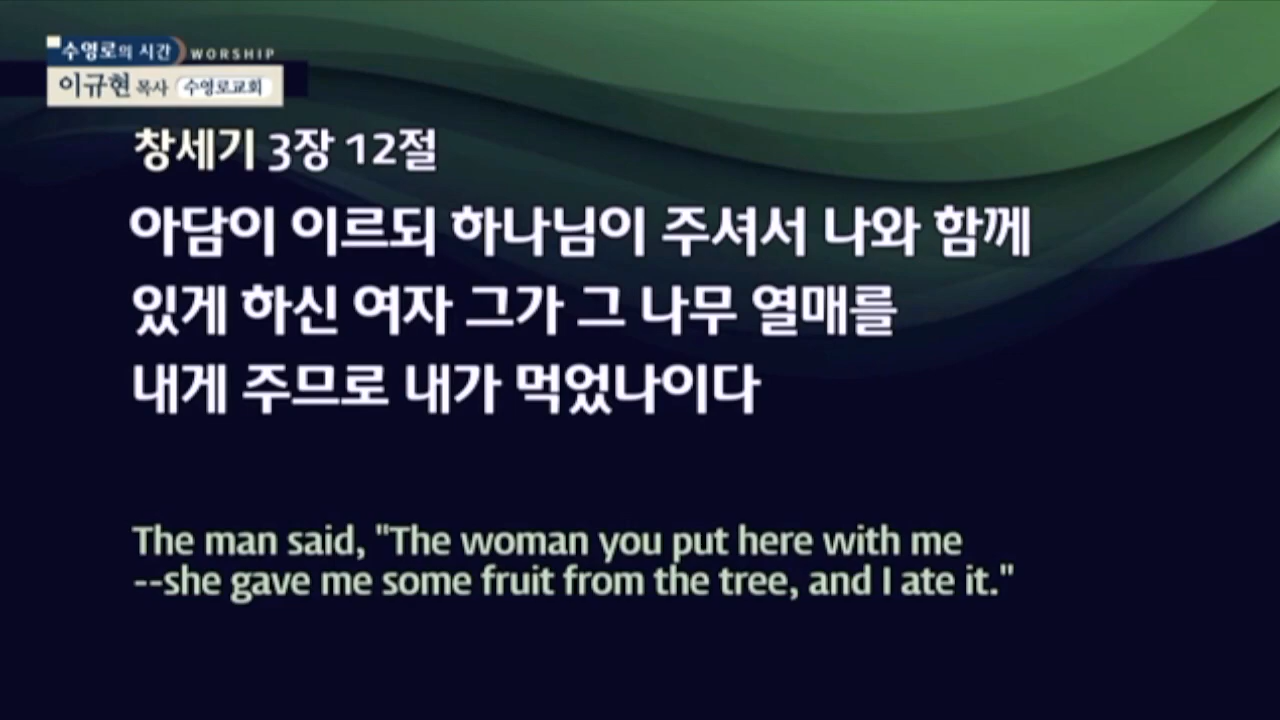 수영로의 시간 WORSHIP
이규현 목사 수영로교회
창세기 3장 12절
아담이 이르되 하나님이 주셔서 나와 함께
있게 하신 여자 그가 그 나무 열매를
내게 주므로 내가 먹었나이다
The man said, "The woman you put here with me
--she gave me some fruit from the tree, and I ate it."